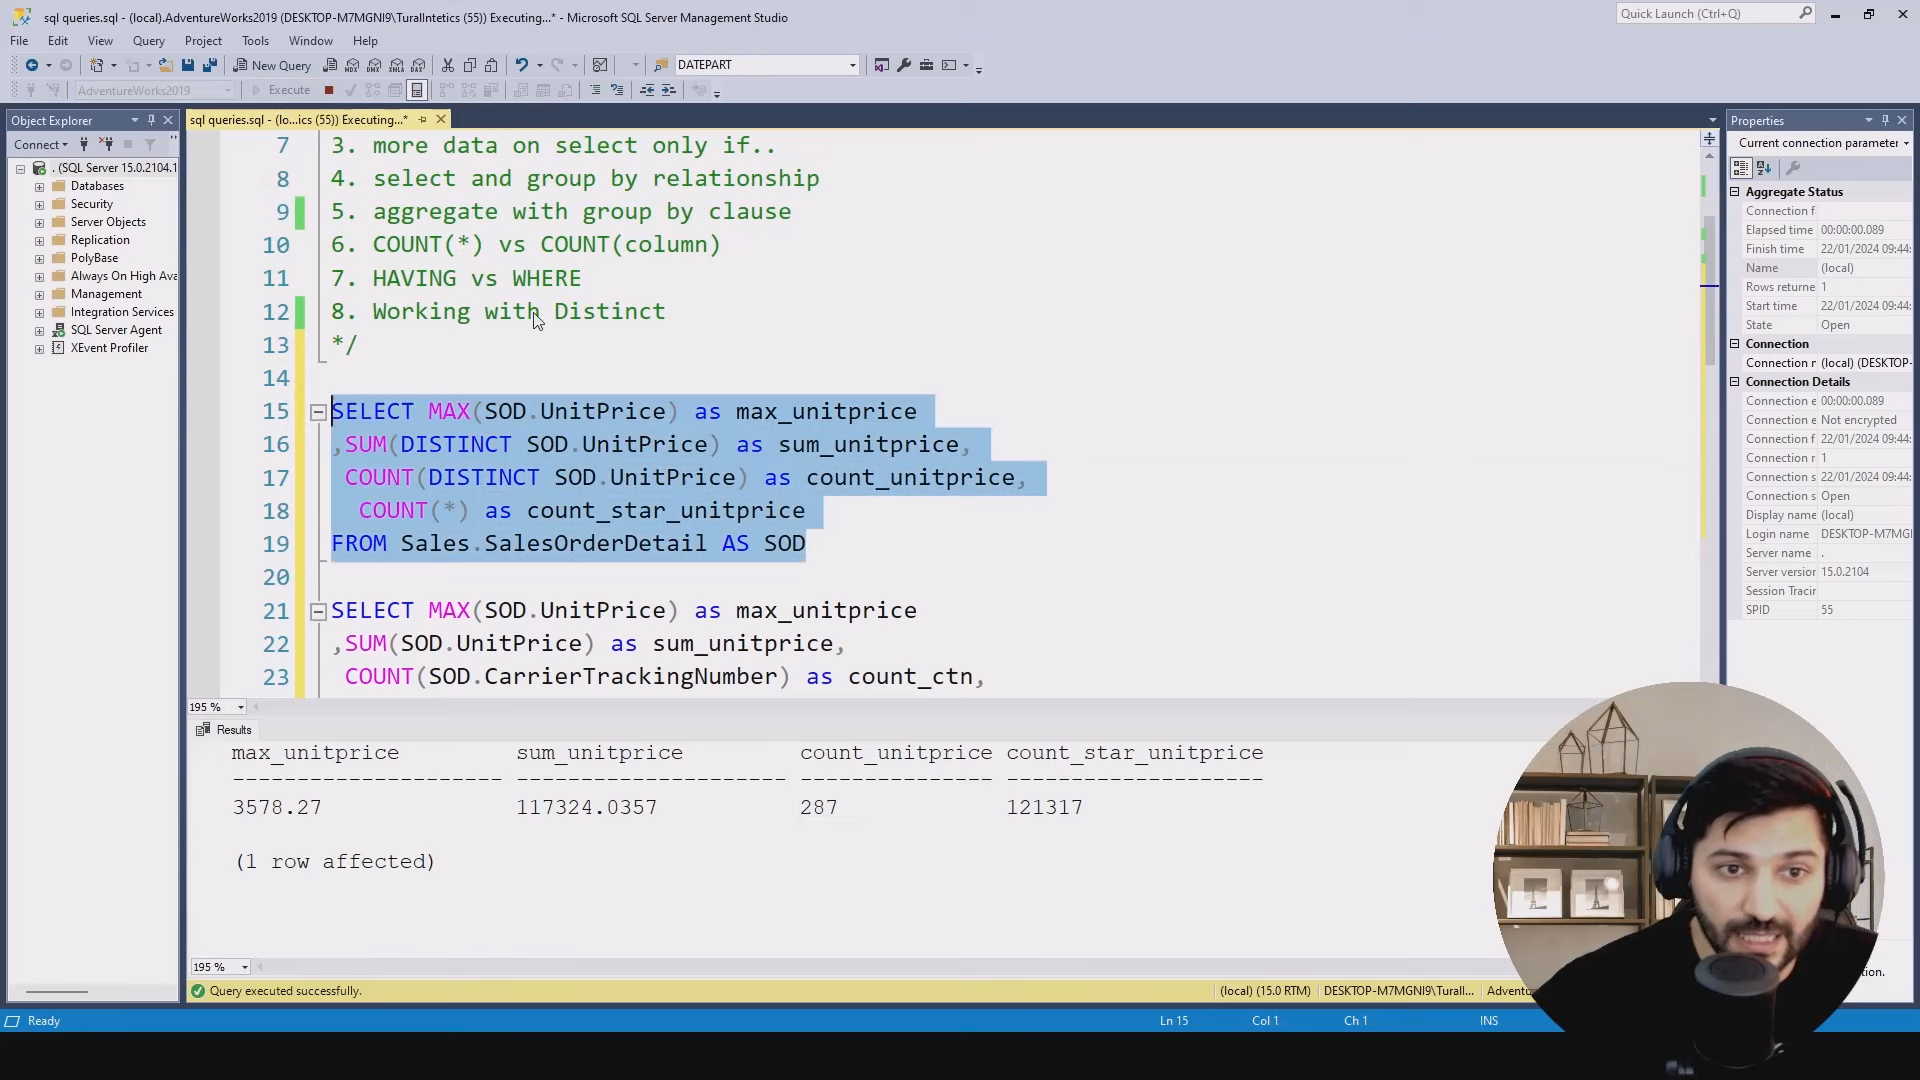 sql queries.sql - (local).AdventureWorks2019 (DESKTOP-M7MGNI9\TuralIntetics (55)) Executing...* - Microsoft SQL Server Management Studio
Quick Launch (Ctrl+Q)
File Edit View Query Project Tools Window Help
New Query MDX DMX XMLA DAX DATEPART
AdventureWorks2019 Execute
Object Explorer
Connect
. (SQL Server 15.0.2104.1
Databases
Security
Server Objects
Replication
PolyBase
Always On High Ava
Management
Integration Services
SQL Server Agent
XEvent Profiler
sql queries.sql - (lo...ics (55)) Executing...*
7 3. more data on select only if..
8 4. select and group by relationship
9 5. aggregate with group by clause
10 6. COUNT(*) vs COUNT(column)
11 7. HAVING vs WHERE
12 8. Working with Distinct
13 */
14
15 SELECT MAX(SOD.UnitPrice) as max_unitprice
16 ,SUM(DISTINCT SOD.UnitPrice) as sum_unitprice,
17 COUNT(DISTINCT SOD.UnitPrice) as count_unitprice,
18 COUNT(*) as count_star_unitprice
19 FROM Sales.SalesOrderDetail AS SOD
20
21 SELECT MAX(SOD.UnitPrice) as max_unitprice
22 ,SUM(SOD.UnitPrice) as sum_unitprice,
23 COUNT(SOD.CarrierTrackingNumber) as count_ctn,
195 %
Results
max_unitprice sum_unitprice count_unitprice count_star_unitprice
--------------------- --------------------- --------------- --------------------
3578.27 117324.0357 287 121317
(1 row affected)
195 %
Query executed successfully.
(local) (15.0 RTM) DESKTOP-M7MGNI9\Turall... Adventu
Ready Ln 15 Col 1 Ch 1 INS
Properties
Current connection parameter
Aggregate Status
Connection f
Elapsed time 00:00:00.089
Finish time 22/01/2024 09:44:
Name (local)
Rows returne 1
Start time 22/01/2024 09:44:
State Open
Connection
Connection r (local) (DESKTOP-
Connection Details
Connection e 00:00:00.089
Connection e Not encrypted
Connection f 22/01/2024 09:44:
Connection r 1
Connection s 22/01/2024 09:44:
Connection s Open
Display name (local)
Login name DESKTOP-M7MGI
Server name .
Server version 15.0.2104
Session Tracin
SPID 55
tion.